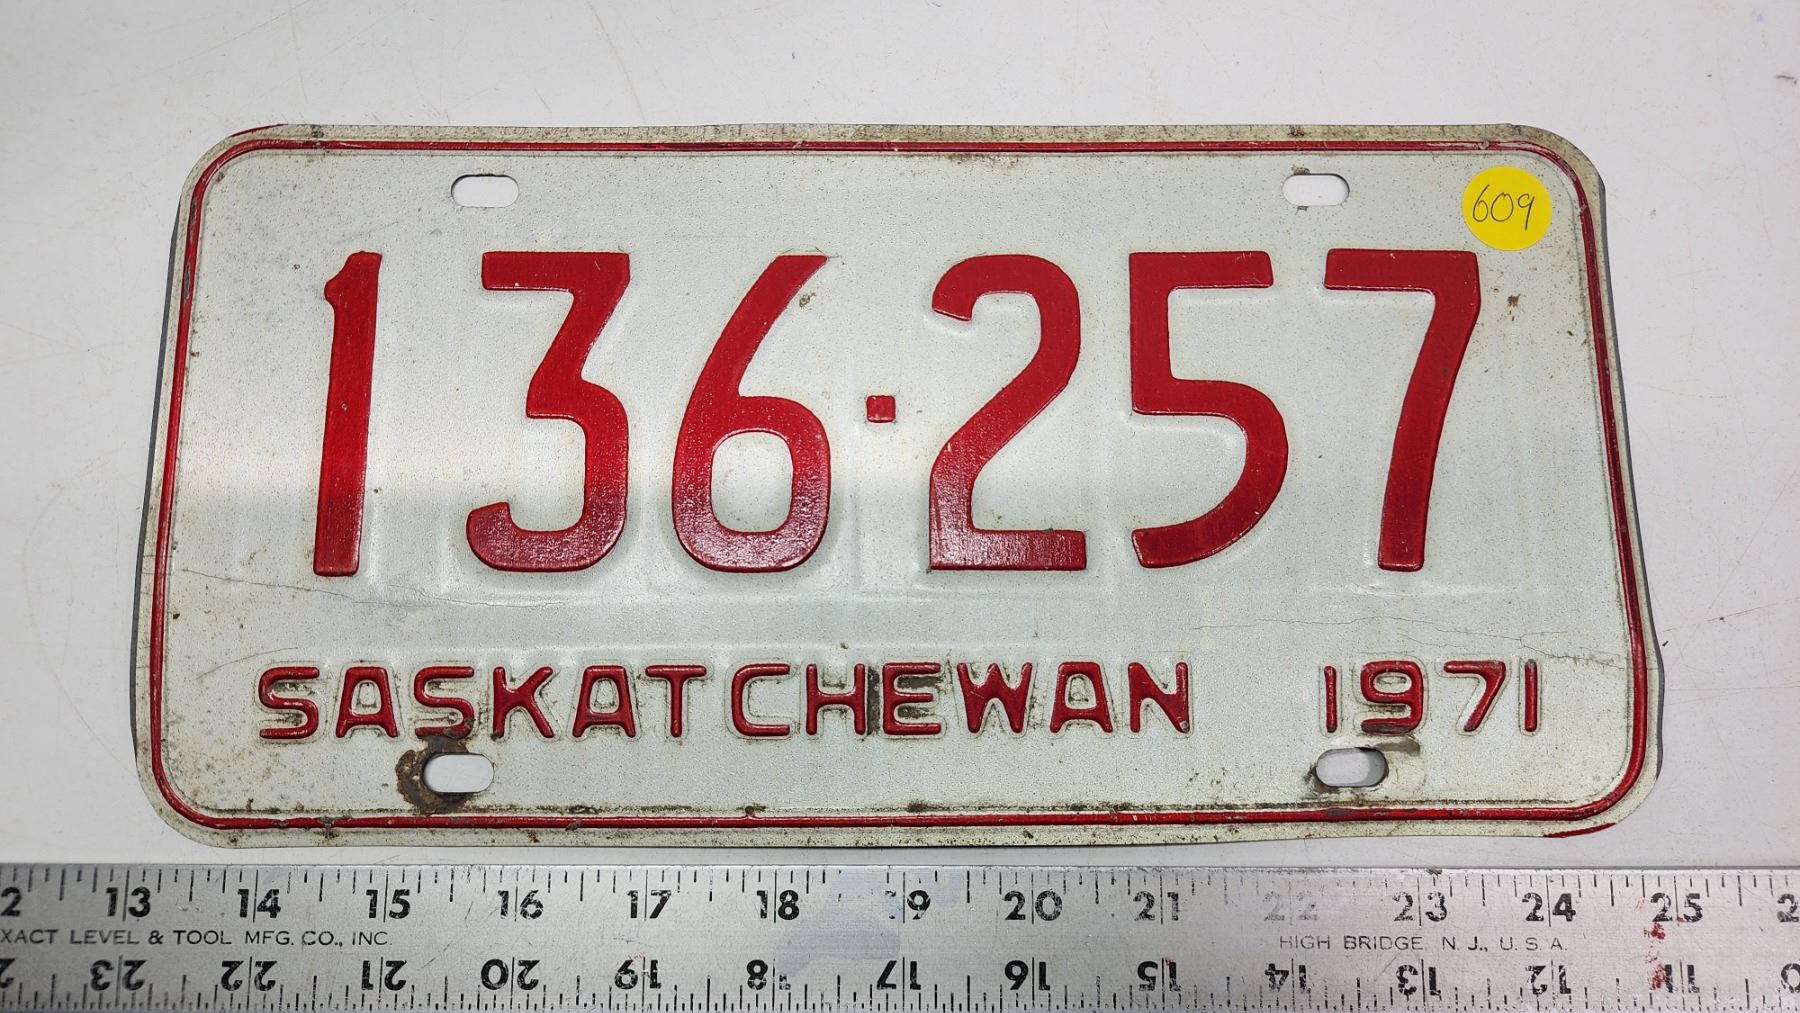 609
136·257
SASKATCHEWAN 1971
2 13 14 15 16 17 18 19 20 21 22 23 24 25 2
XACT LEVEL & TOOL MFG. CO., INC. HIGH BRIDGE, N. J., U. S. A.
23 22 21 20 19 18 17 16 15 14 13 12 11